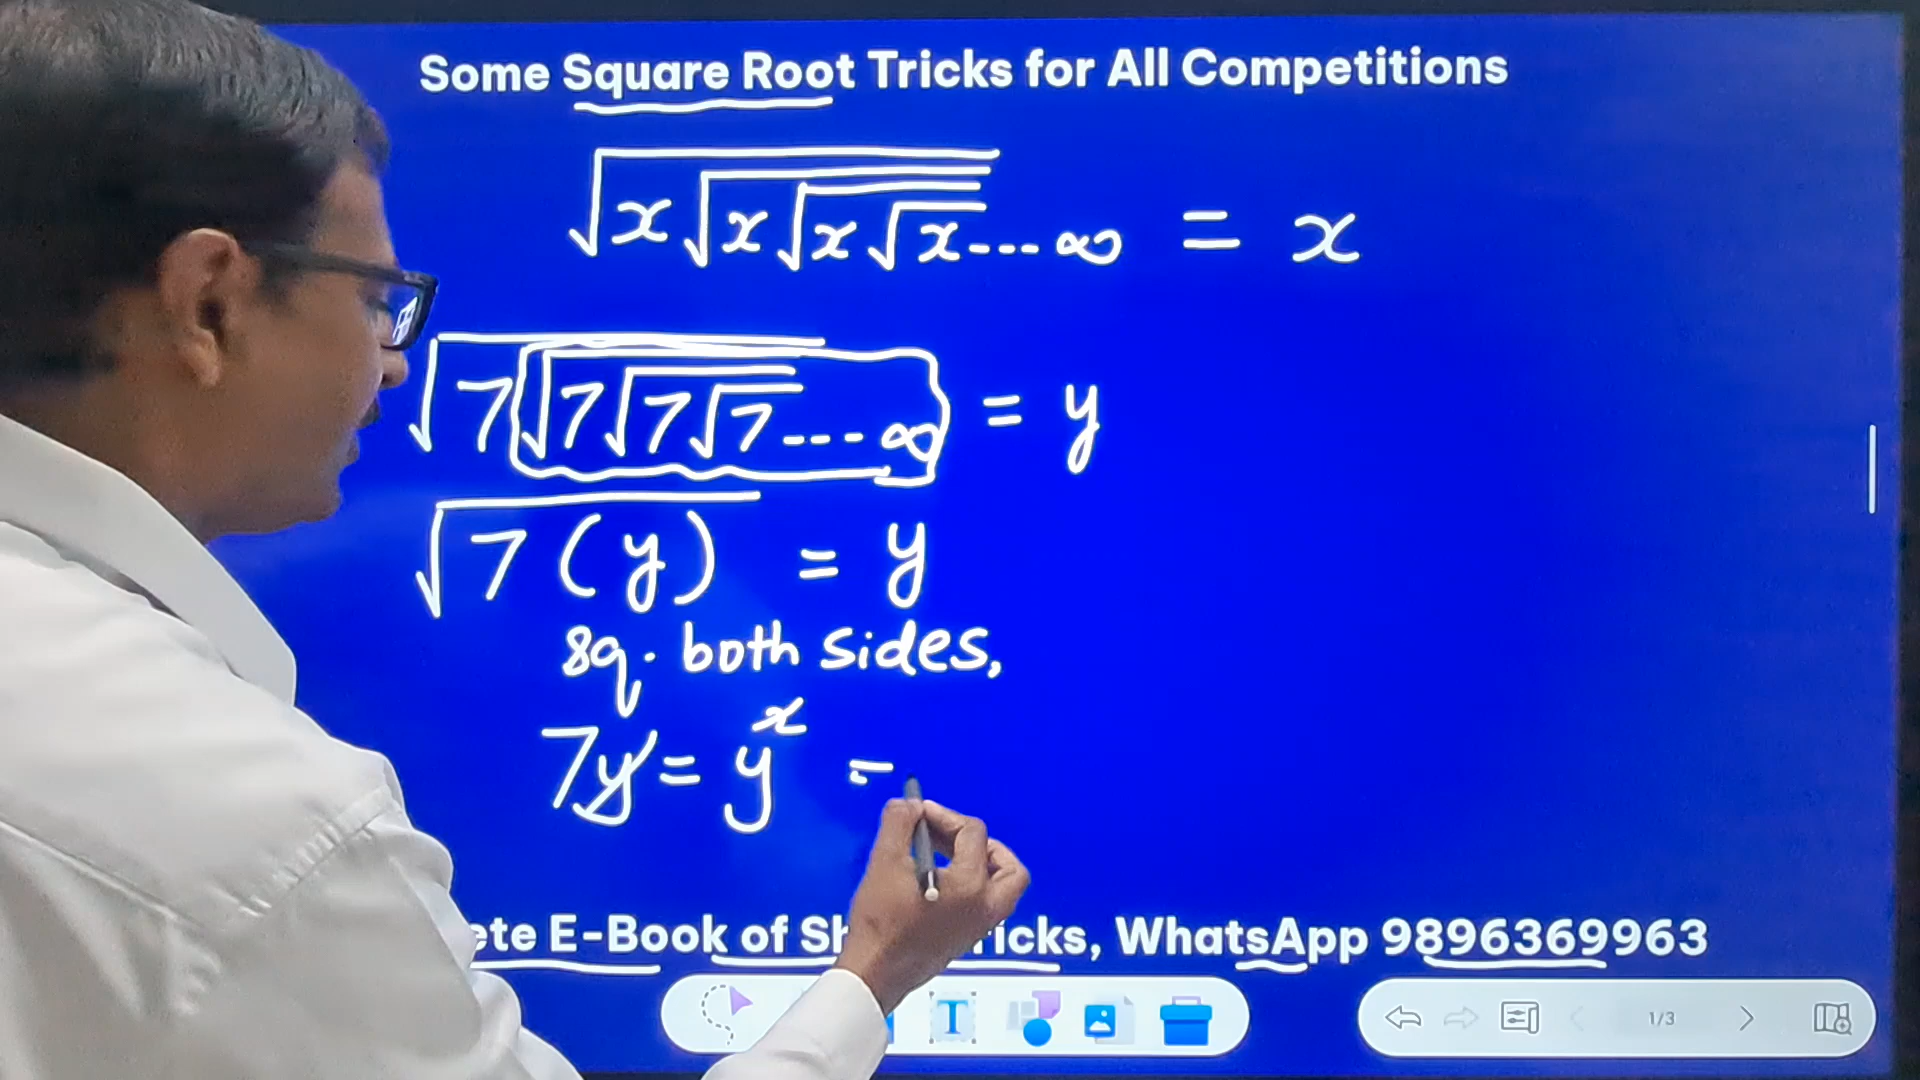 Some Square Root Tricks for All Competitions
√x√x√x√x--- ∞ = x
√7√7√7√7--- ∞ = y
√7(y) = y
sq. both sides,
7y = y² =
ete E-Book of Sh ricks, WhatsApp 9896369963
T
1/3